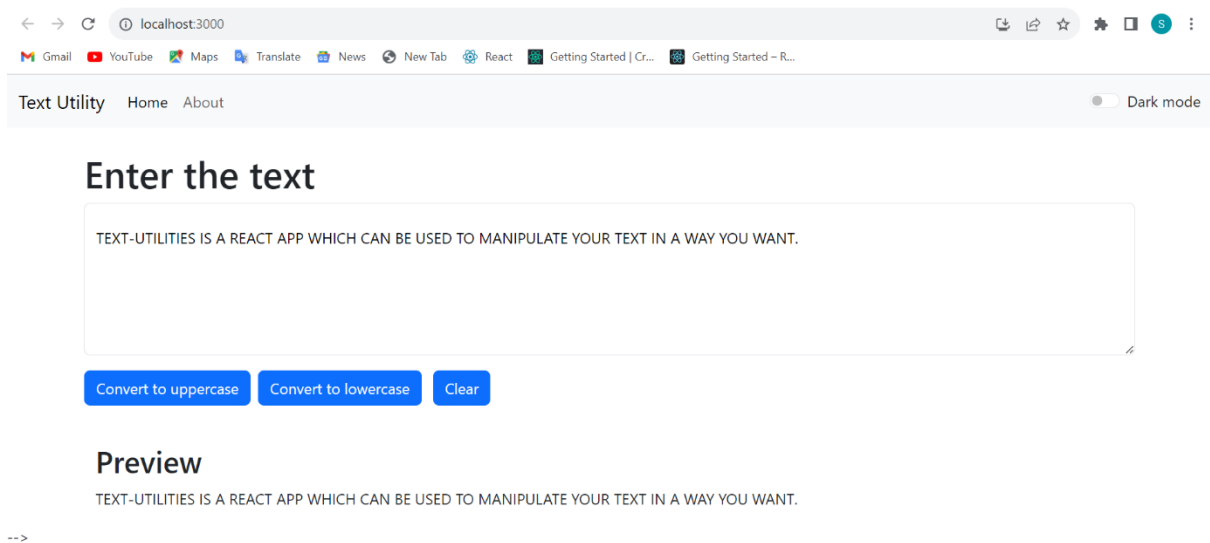 localhost:3000
S
Gmail YouTube Maps Translate News New Tab React Getting Started | Cr... Getting Started – R...
Text Utility Home About Dark mode
Enter the text
TEXT-UTILITIES IS A REACT APP WHICH CAN BE USED TO MANIPULATE YOUR TEXT IN A WAY YOU WANT.
Convert to uppercase Convert to lowercase Clear
Preview
TEXT-UTILITIES IS A REACT APP WHICH CAN BE USED TO MANIPULATE YOUR TEXT IN A WAY YOU WANT.
-->